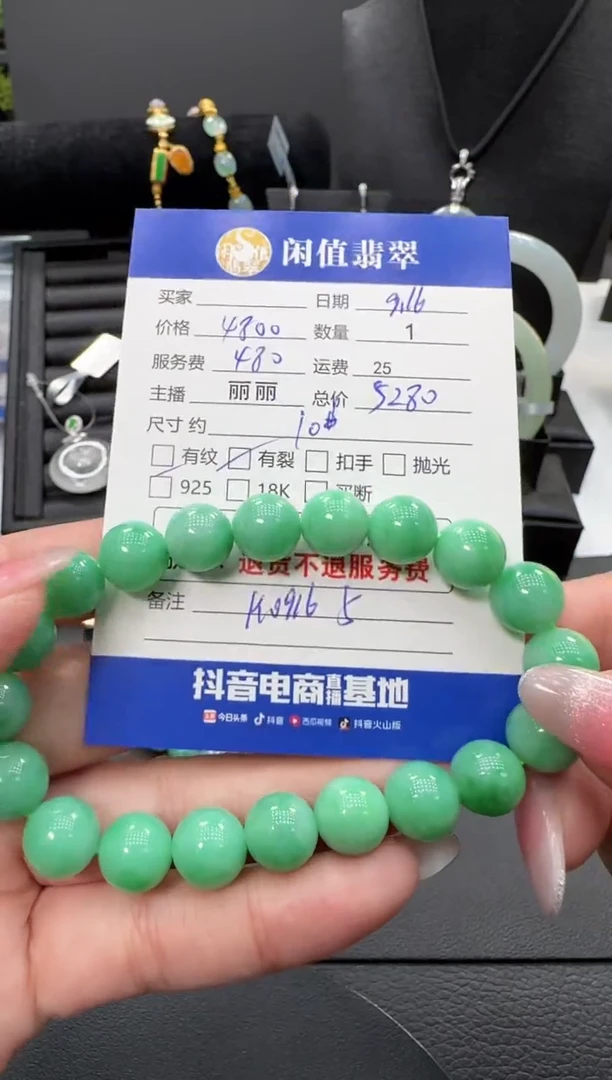 闲值翡翠
买家 日期 9.16
价格 4800 数量 1
服务费 480 运费 25
主播 丽丽 总价 5280
尺寸 约 10#
有纹 有裂 扣手 抛光
925 18K 买断
退货不退服务费
备注 K0916 5
抖音电商直播基地
今日头条 抖音 西瓜视频 抖音火山版